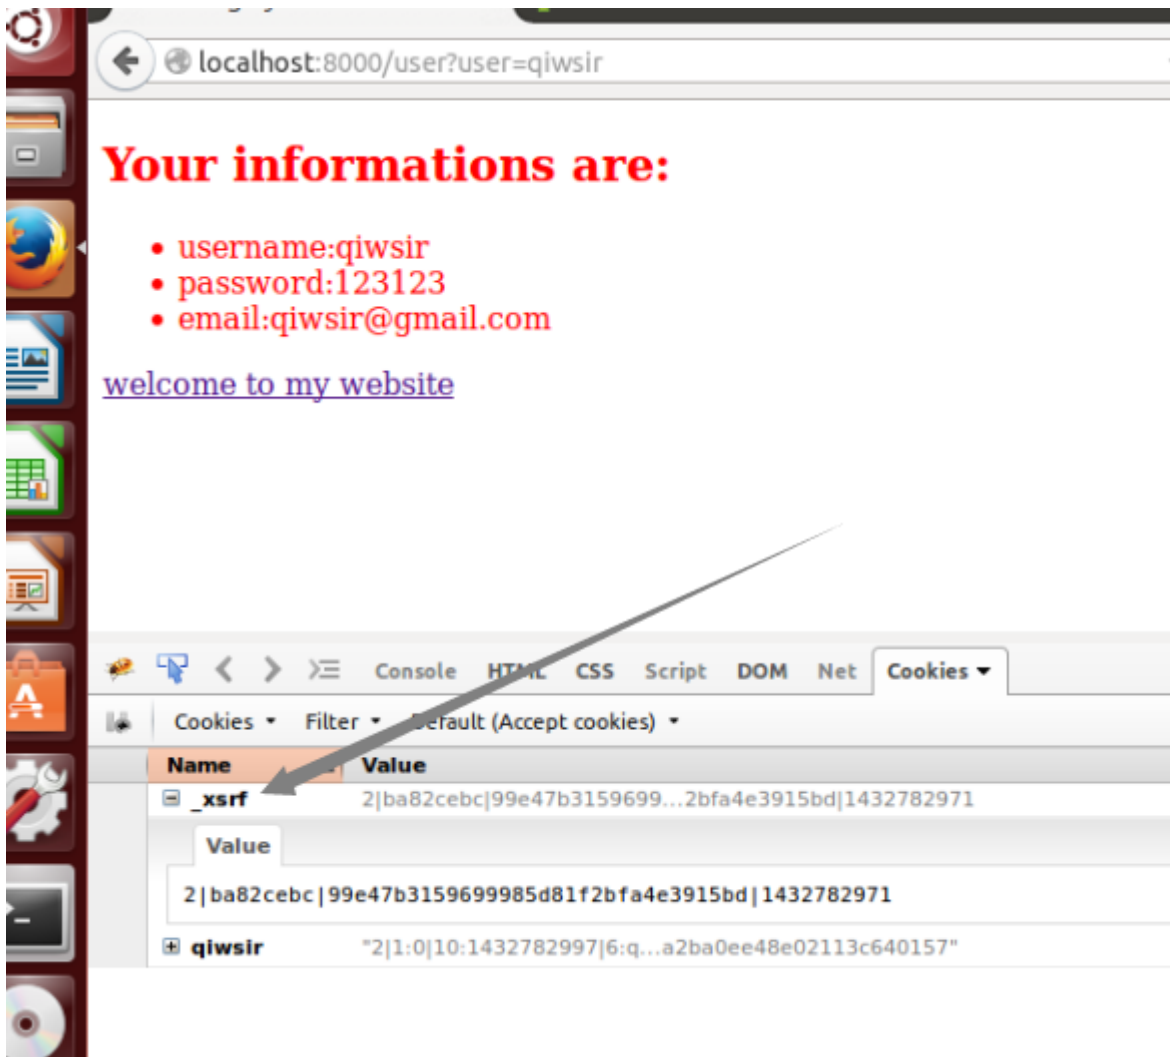 localhost:8000/user?user=qiwsir
Your informations are:
• username:qiwsir
• password:123123
• email:qiwsir@gmail.com
welcome to my website
Console HTML CSS Script DOM Net Cookies
Cookies Filter Default (Accept cookies)
Name Value
_xsrf 2|ba82cebc|99e47b3159699...2bfa4e3915bd|1432782971
Value
2|ba82cebc|99e47b3159699985d81f2bfa4e3915bd|1432782971
qiwsir "2|1:0|10:1432782997|6:q...a2ba0ee48e02113c640157"